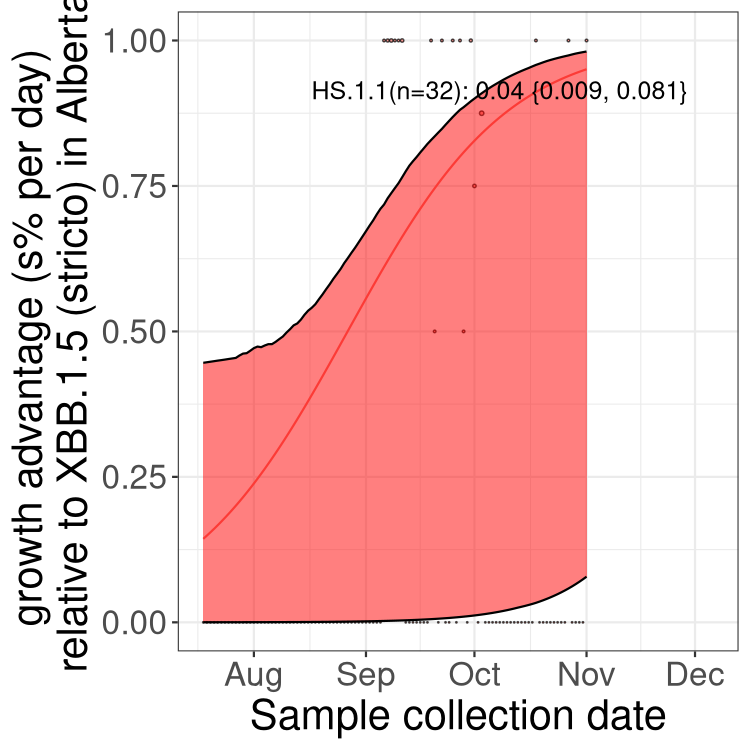 growth advantage (s% per day)
relative to XBB.1.5 (stricto) in Alberta
1.00
0.75
0.50
0.25
0.00
HS.1.1(n=32): 0.04 {0.009, 0.081}
Aug Sep Oct Nov Dec
Sample collection date